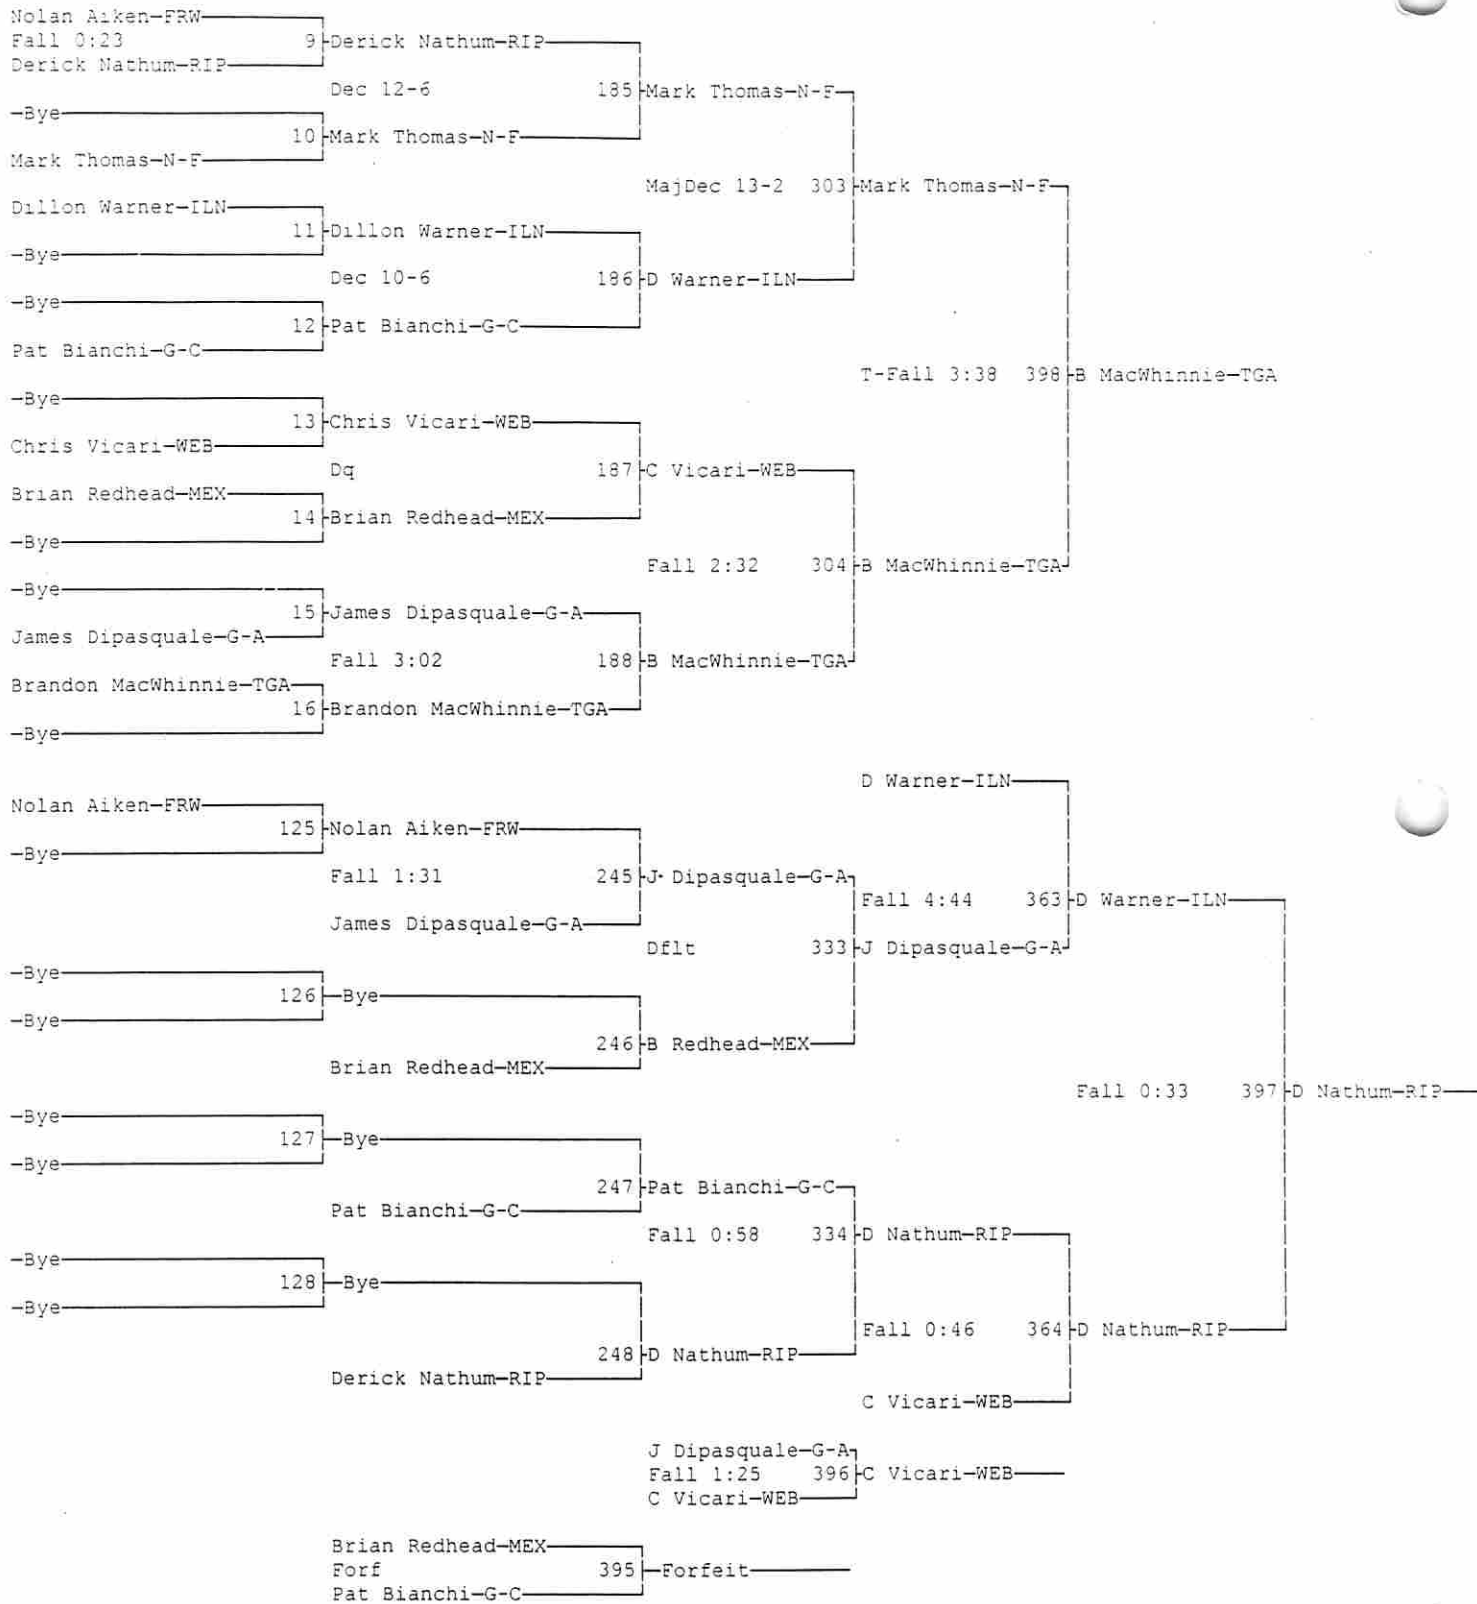 Nolan Aiken-FRW
Fall 0:23 9 Derick Nathum-RIP
Derick Nathum-RIP
Dec 12-6 185 Mark Thomas-N-F
-Bye
10 Mark Thomas-N-F
Mark Thomas-N-F
MajDec 13-2 303 Mark Thomas-N-F
Dillon Warner-ILN
11 Dillon Warner-ILN
-Bye
Dec 10-6 186 D Warner-ILN
-Bye
12 Pat Bianchi-G-C
Pat Bianchi-G-C
T-Fall 3:38 398 B MacWhinnie-TGA
-Bye
13 Chris Vicari-WEB
Chris Vicari-WEB
Dq 187 C Vicari-WEB
Brian Redhead-MEX
14 Brian Redhead-MEX
-Bye
Fall 2:32 304 B MacWhinnie-TGA
-Bye
15 James Dipasquale-G-A
James Dipasquale-G-A
Fall 3:02 188 B MacWhinnie-TGA
Brandon MacWhinnie-TGA
16 Brandon MacWhinnie-TGA
-Bye
D Warner-ILN
Nolan Aiken-FRW
125 Nolan Aiken-FRW
-Bye
Fall 1:31 245 J Dipasquale-G-A
Fall 4:44 363 D Warner-ILN
James Dipasquale-G-A
Dflt 333 J Dipasquale-G-A
-Bye
126 -Bye
-Bye
246 B Redhead-MEX
Brian Redhead-MEX
Fall 0:33 397 D Nathum-RIP
-Bye
127 -Bye
-Bye
247 Pat Bianchi-G-C
Pat Bianchi-G-C
Fall 0:58 334 D Nathum-RIP
-Bye
128 -Bye
-Bye
Fall 0:46 364 D Nathum-RIP
248 D Nathum-RIP
Derick Nathum-RIP
C Vicari-WEB
J Dipasquale-G-A
Fall 1:25 396 C Vicari-WEB
C Vicari-WEB
Brian Redhead-MEX
Forf 395 -Forfeit
Pat Bianchi-G-C